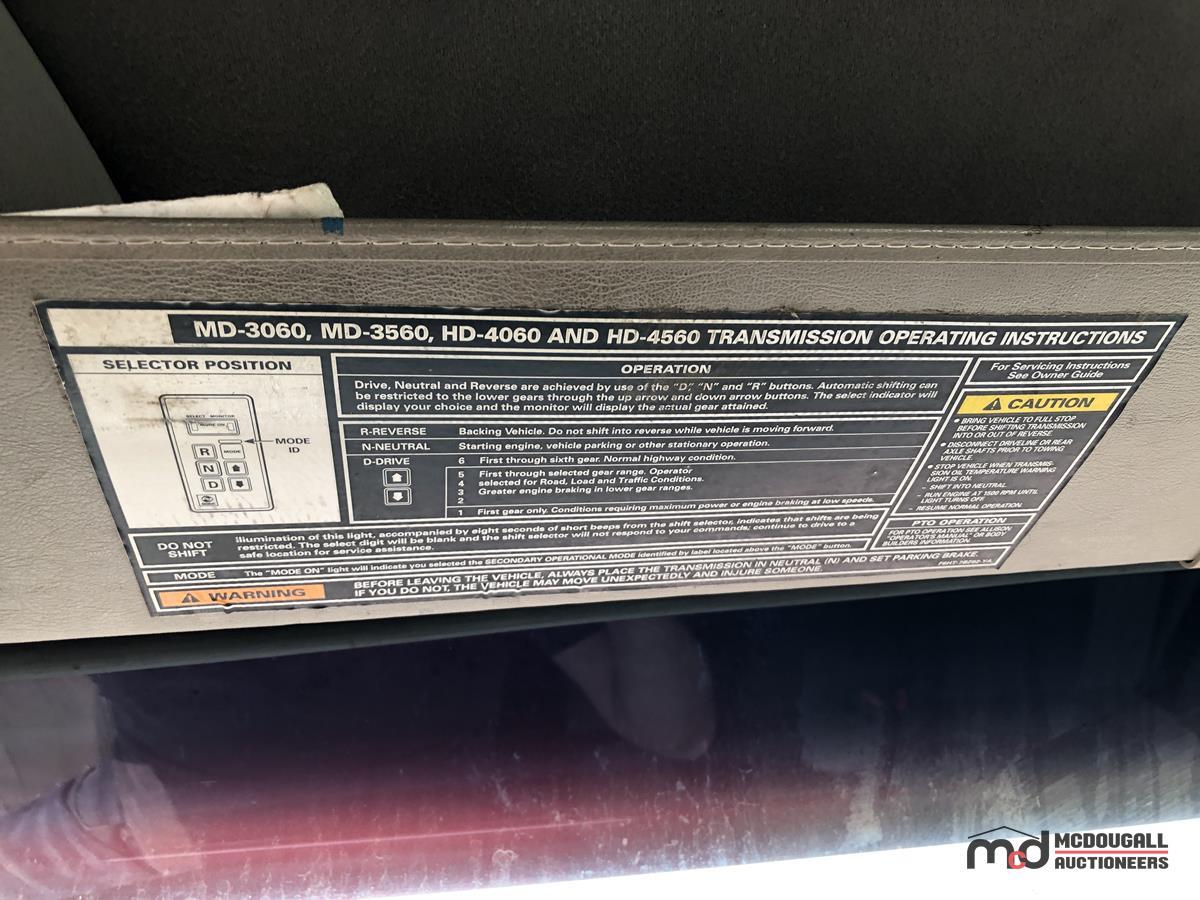 MD-3060, MD-3560, HD-4060 AND HD-4560 TRANSMISSION OPERATING INSTRUCTIONS
SELECTOR POSITION
SELECT MONITOR
MODE ON
R
MODE
N
D
MODE
ID
OPERATION
Drive, Neutral and Reverse are achieved by use of the "D", "N" and "R" buttons. Automatic shifting can
be restricted to the lower gears through the up arrow and down arrow buttons. The select indicator will
display your choice and the monitor will display the actual gear attained.
R-REVERSE Backing Vehicle. Do not shift into reverse while vehicle is moving forward.
N-NEUTRAL Starting engine, vehicle parking or other stationary operation.
D-DRIVE 6 First through sixth gear. Normal highway condition.
5 First through selected gear range. Operator
4 selected for Road, Load and Traffic Conditions.
3 Greater engine braking in lower gear ranges.
2
1 First gear only. Conditions requiring maximum power or engine braking at low speeds.
For Servicing Instructions
See Owner Guide
CAUTION
• BRING VEHICLE TO FULL STOP
BEFORE SHIFTING TRANSMISSION
INTO OR OUT OF REVERSE
• DISCONNECT DRIVELINE OR REAR
AXLE SHAFTS PRIOR TO TOWING
VEHICLE.
• STOP VEHICLE WHEN TRANSMIS-
SION OIL TEMPERATURE WARNING
LIGHT IS ON.
- SHIFT INTO NEUTRAL
- RUN ENGINE AT 1500 RPM UNTIL
LIGHT TURNS OFF
- RESUME NORMAL OPERATION
PTO OPERATION
FOR PTO OPERATION SEE ALLISON
"OPERATOR'S MANUAL" OR BODY
BUILDERS INFORMATION.
DO NOT
SHIFT
Illumination of this light, accompanied by eight seconds of short beeps from the shift selector, indicates that shifts are being
restricted. The select digit will be blank and the shift selector will not respond to your commands; continue to drive to a
safe location for service assistance.
MODE The "MODE ON" light will indicate you selected the SECONDARY OPERATIONAL MODE identified by label located above the "MODE" button.
WARNING
BEFORE LEAVING THE VEHICLE, ALWAYS PLACE THE TRANSMISSION IN NEUTRAL (N) AND SET PARKING BRAKE.
IF YOU DO NOT, THE VEHICLE MAY MOVE UNEXPECTEDLY AND INJURE SOMEONE.
mcd MCDOUGALL
AUCTIONEERS